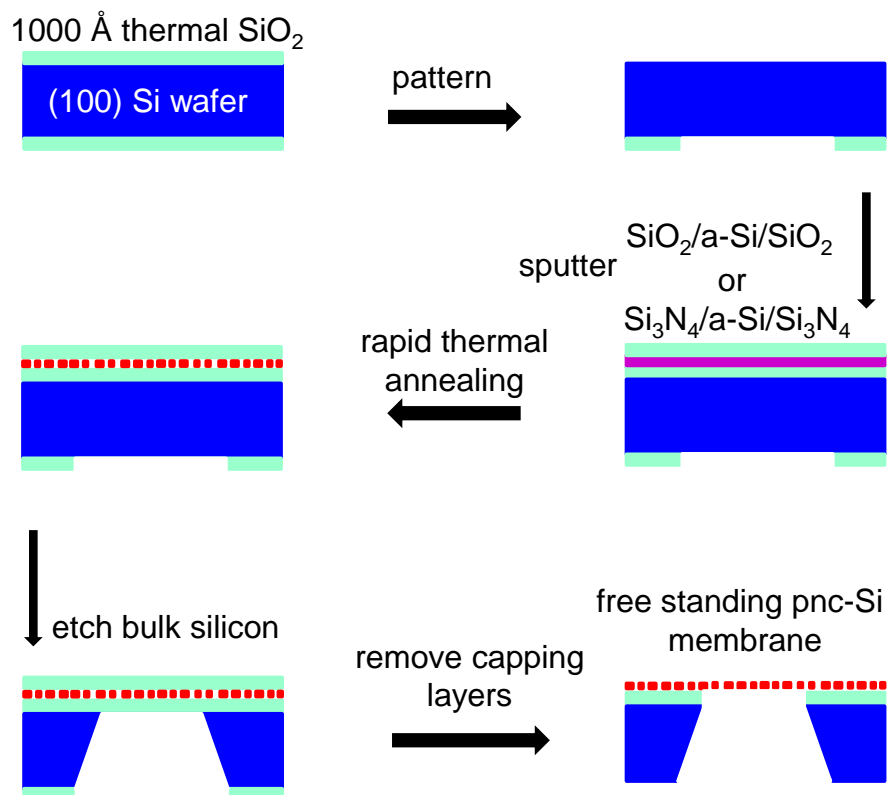 1000 Å thermal SiO₂
(100) Si wafer
pattern
sputter
SiO₂/a-Si/SiO₂
or
Si₃N₄/a-Si/Si₃N₄
rapid thermal
annealing
etch bulk silicon
remove capping
layers
free standing pnc-Si
membrane